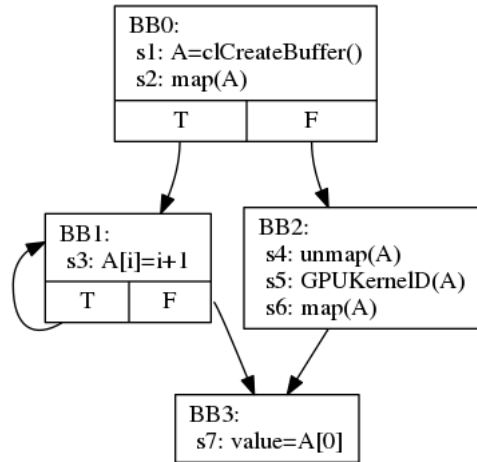 BB0:
s1: A=clCreateBuffer()
s2: map(A)
T F
BB1:
s3: A[i]=i+1
T F
BB2:
s4: unmap(A)
s5: GPUKernelD(A)
s6: map(A)
BB3:
s7: value=A[0]